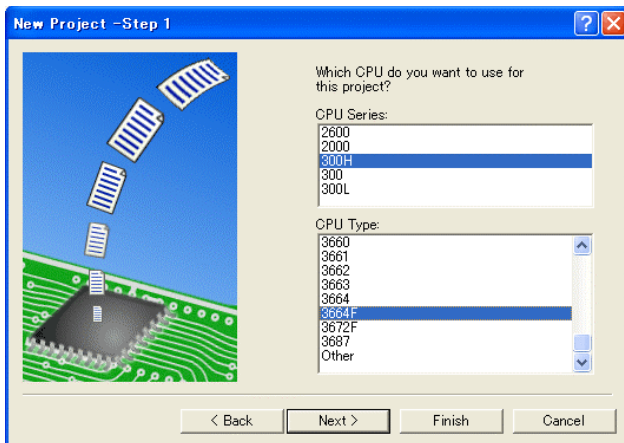 New Project -Step 1
Which CPU do you want to use for
this project?
CPU Series:
2600
2000
300H
300
300L
CPU Type:
3660
3661
3662
3663
3664
3664F
3672F
3687
Other
< Back
Next >
Finish
Cancel